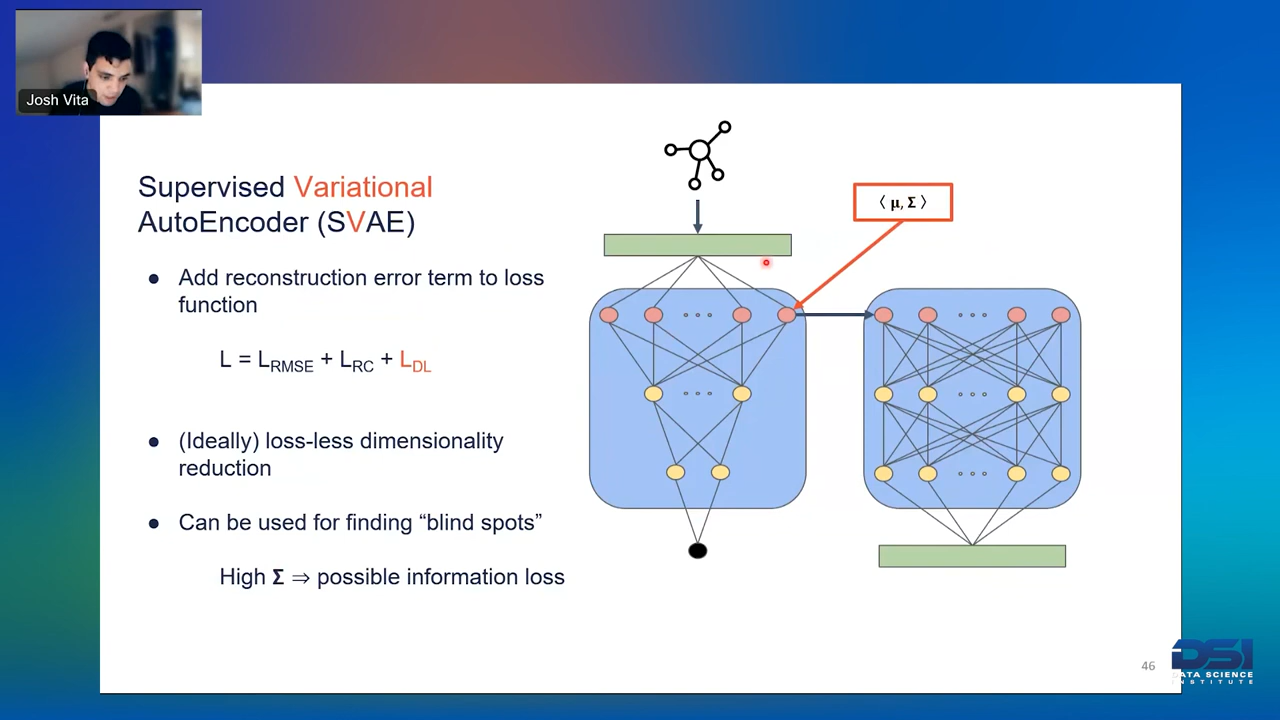 Josh Vita
Supervised Variational
AutoEncoder (SVAE)
● Add reconstruction error term to loss
function
L = L_RMSE + L_RC + L_DL
● (Ideally) loss-less dimensionality
reduction
● Can be used for finding “blind spots”
High Σ ⇒ possible information loss
⟨ μ, Σ ⟩
46
DSI
DATA SCIENCE
INSTITUTE